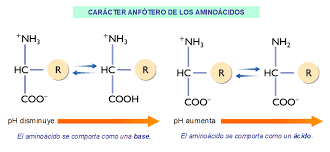 CARÁCTER ANFÓTERO DE LOS AMINOÁCIDOS
⁺NH₃ ⁺NH₃ ⁺NH₃ NH₂
HC R HC R HC R HC R
COO⁻ COOH COO⁻ COO⁻
pH disminuye pH aumenta
El aminoácido se comporta como una base. El aminoácido se comporta como un ácido.